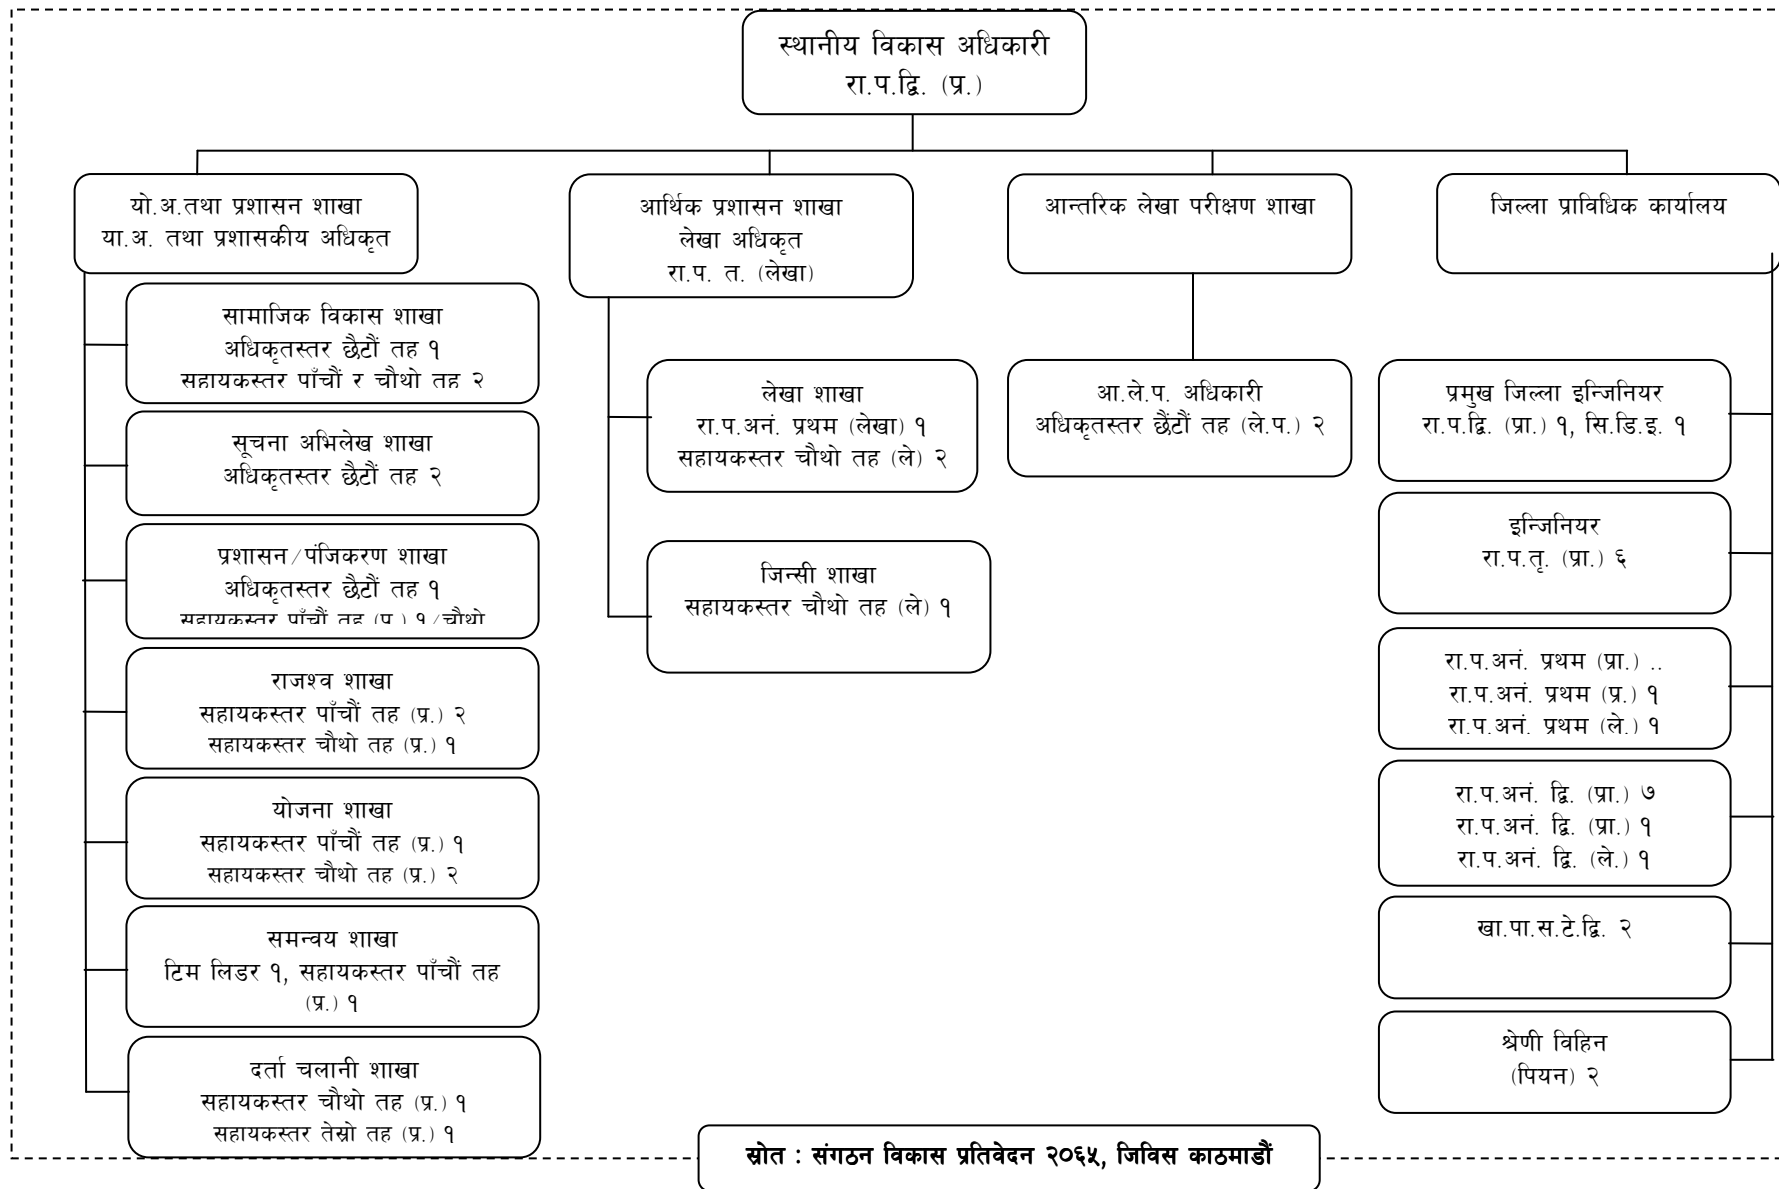 स्थानीय विकास अधिकारी
रा.प.द्वि. (प्र.)
यो.अ.तथा प्रशासन शाखा
या.अ. तथा प्रशासकीय अधिकृत
आर्थिक प्रशासन शाखा
लेखा अधिकृत
रा.प. त. (लेखा)
आन्तरिक लेखा परीक्षण शाखा
जिल्ला प्राविधिक कार्यालय
सामाजिक विकास शाखा
अधिकृतस्तर छैटौं तह १
सहायकस्तर पाँचौं र चौथो तह २
सूचना अभिलेख शाखा
अधिकृतस्तर छैटौं तह २
प्रशासन/पंजिकरण शाखा
अधिकृतस्तर छैटौं तह १
सहायकस्तर पाँचौं तह (प्र.) १/चौथो
राजश्व शाखा
सहायकस्तर पाँचौं तह (प्र.) २
सहायकस्तर चौथो तह (प्र.) १
योजना शाखा
सहायकस्तर पाँचौं तह (प्र.) १
सहायकस्तर चौथो तह (प्र.) २
समन्वय शाखा
टिम लिडर १, सहायकस्तर पाँचौं तह
(प्र.) १
दर्ता चलानी शाखा
सहायकस्तर चौथो तह (प्र.) १
सहायकस्तर तेस्रो तह (प्र.) १
लेखा शाखा
रा.प.अनं. प्रथम (लेखा) १
सहायकस्तर चौथो तह (ले) २
जिन्सी शाखा
सहायकस्तर चौथो तह (ले) १
आ.ले.प. अधिकारी
अधिकृतस्तर छैंटौं तह (ले.प.) २
प्रमुख जिल्ला इन्जिनियर
रा.प.द्वि. (प्रा.) १, सि.डि.इ. १
इन्जिनियर
रा.प.तृ. (प्रा.) ६
रा.प.अनं. प्रथम (प्रा.) ..
रा.प.अनं. प्रथम (प्र.) १
रा.प.अनं. प्रथम (ले.) १
रा.प.अनं. द्वि. (प्रा.) ७
रा.प.अनं. द्वि. (प्रा.) १
रा.प.अनं. द्वि. (ले.) १
खा.पा.स.टे.द्वि. २
श्रेणी विहिन
(पियन) २
स्रोत : संगठन विकास प्रतिवेदन २०६५, जिविस काठमाडौं